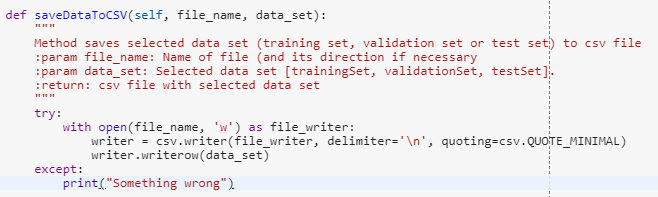 def saveDataToCSV(self, file_name, data_set):
    """
    Method saves selected data set (training set, validation set or test set) to csv file
    :param file_name: Name of file (and its direction if necessary
    :param data_set: Selected data set [trainingSet, validationSet, testSet].
    :return: csv file with selected data set
    """
    try:
        with open(file_name, 'w') as file_writer:
            writer = csv.writer(file_writer, delimiter='\n', quoting=csv.QUOTE_MINIMAL)
            writer.writerow(data_set)
    except:
        print("Something wrong")